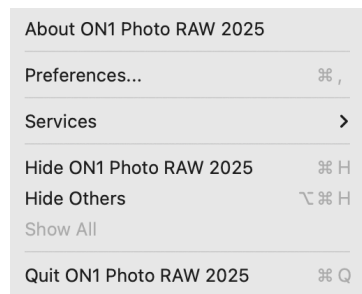 About ON1 Photo RAW 2025
Preferences... ⌘ ,
Services
Hide ON1 Photo RAW 2025 ⌘ H
Hide Others ⌥ ⌘ H
Show All
Quit ON1 Photo RAW 2025 ⌘ Q